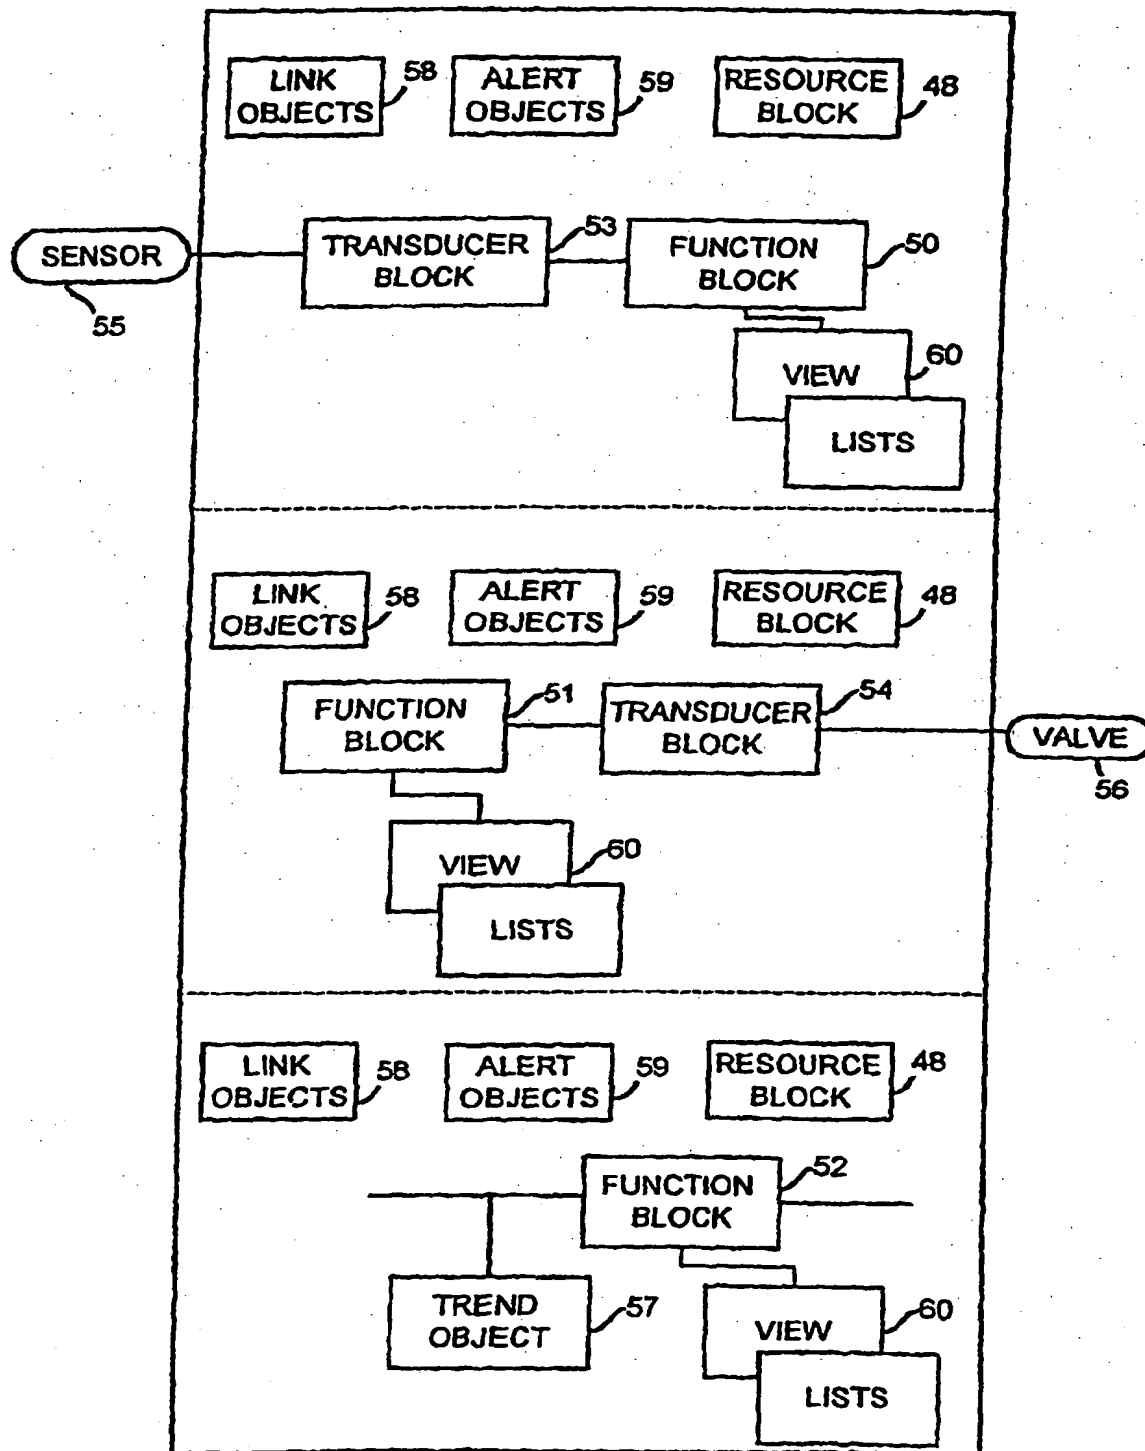 LINK
OBJECTS
58
ALERT
OBJECTS
59
RESOURCE
BLOCK
48
SENSOR
55
TRANSDUCER
BLOCK
53
FUNCTION
BLOCK
50
VIEW
60
LISTS
LINK
OBJECTS
58
ALERT
OBJECTS
59
RESOURCE
BLOCK
48
FUNCTION
BLOCK
51
TRANSDUCER
BLOCK
54
VALVE
56
VIEW
60
LISTS
LINK
OBJECTS
58
ALERT
OBJECTS
59
RESOURCE
BLOCK
48
FUNCTION
BLOCK
52
TREND
OBJECT
57
VIEW
60
LISTS